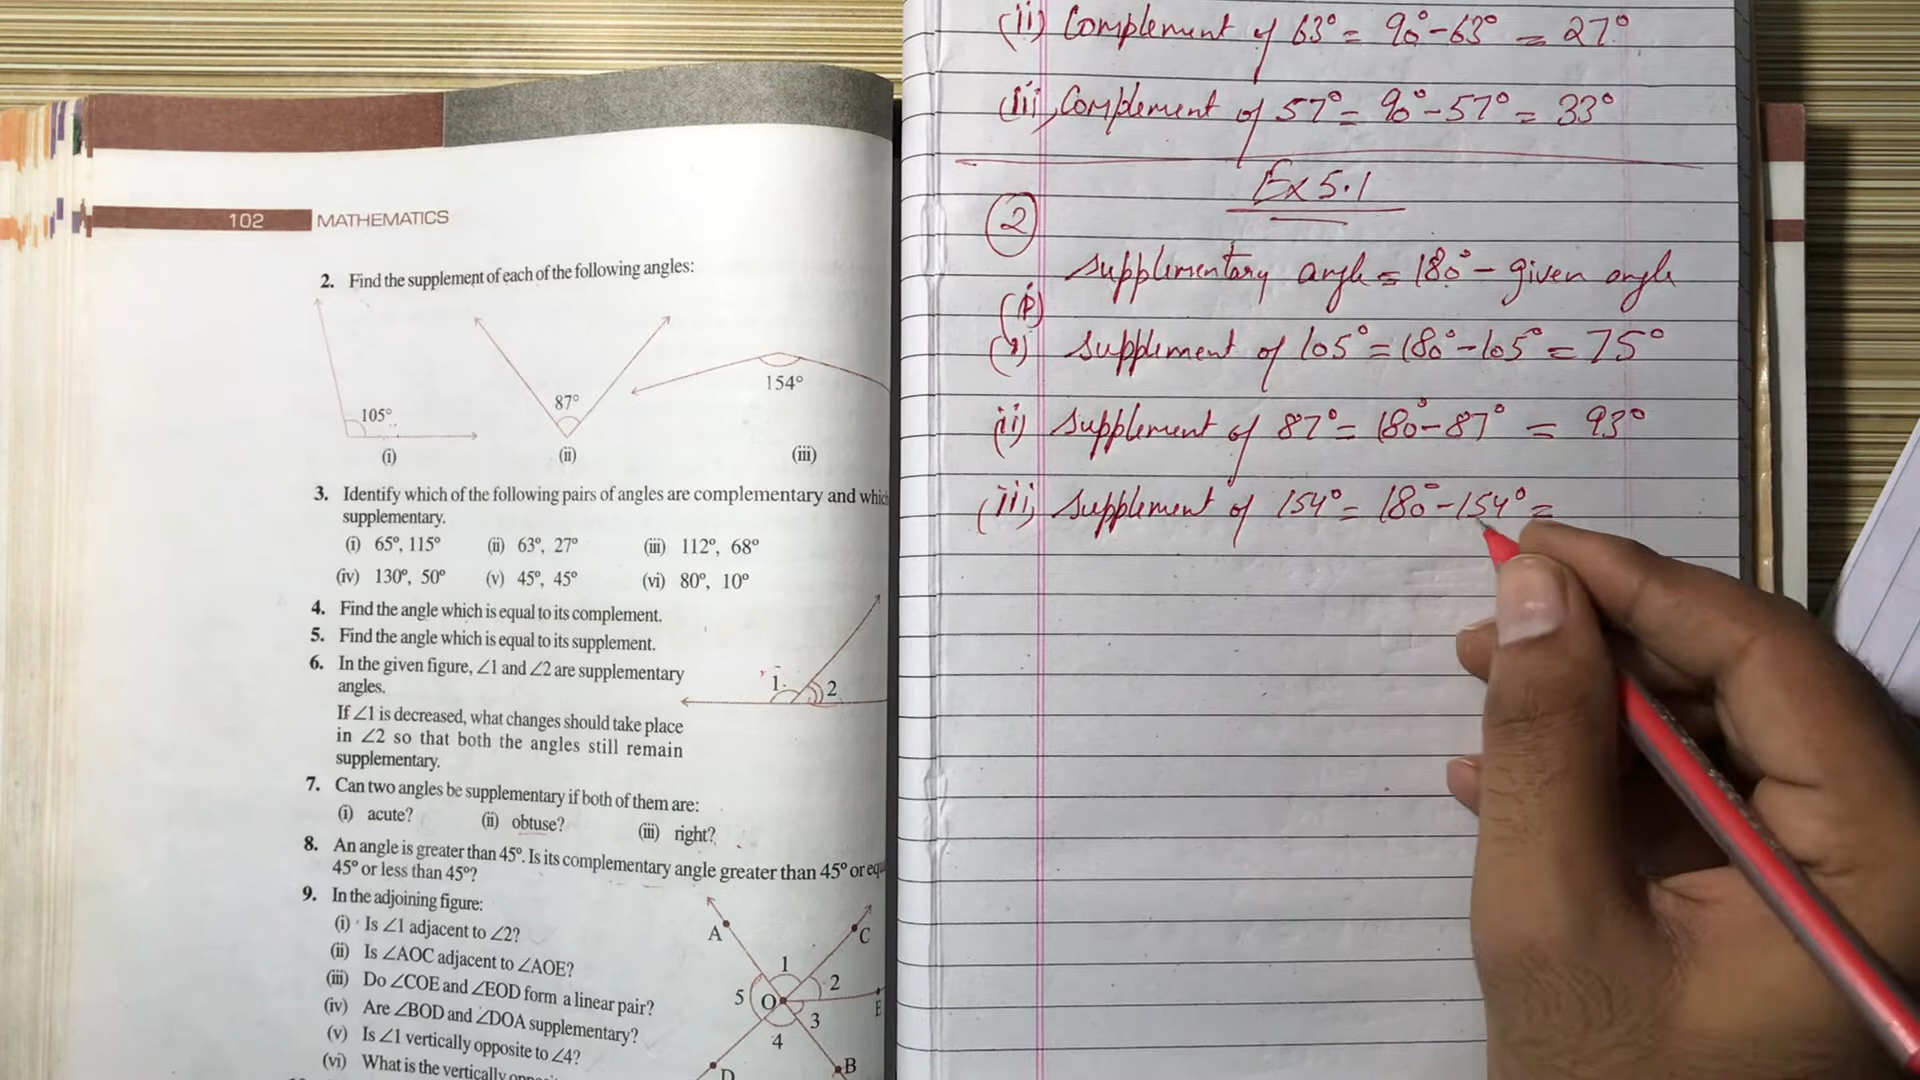 102 MATHEMATICS
2. Find the supplement of each of the following angles:
105°
87°
154°
(i)
(ii)
(iii)
3. Identify which of the following pairs of angles are complementary and which
supplementary.
(i) 65°, 115° (ii) 63°, 27° (iii) 112°, 68°
(iv) 130°, 50° (v) 45°, 45° (vi) 80°, 10°
4. Find the angle which is equal to its complement.
5. Find the angle which is equal to its supplement.
6. In the given figure, ∠1 and ∠2 are supplementary
angles.
1
2
If ∠1 is decreased, what changes should take place
in ∠2 so that both the angles still remain
supplementary.
7. Can two angles be supplementary if both of them are:
(i) acute? (ii) obtuse? (iii) right?
8. An angle is greater than 45°. Is its complementary angle greater than 45° or
45° or less than 45°?
9. In the adjoining figure:
(i) Is ∠1 adjacent to ∠2?
(ii) Is ∠AOC adjacent to ∠AOE?
(iii) Do ∠COE and ∠EOD form a linear pair?
(iv) Are ∠BOD and ∠DOA supplementary?
(v) Is ∠1 vertically opposite to ∠4?
(vi) What is the vertically
A
C
1
2
5
O
E
3
4
D
B
(ii) Complement of 63° = 90° - 63° = 27°
(iii) Complement of 57° = 90° - 57° = 33°
Ex 5.1
2
supplimentary angle = 180° - given angle
(i) supplement of 105° = 180° - 105° = 75°
(ii) supplement of 87° = 180° - 87° = 93°
(iii) supplement of 154° = 180° - 154° =